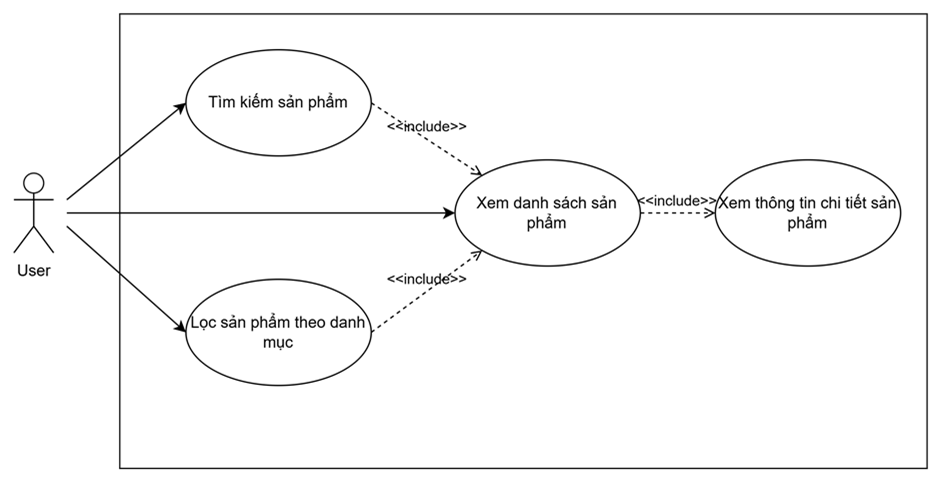 Tìm kiếm sản phẩm
<<include>>
Xem danh sách sản
phẩm
<<include>>
Xem thông tin chi tiết sản
phẩm
User
<<include>>
Lọc sản phẩm theo danh
mục